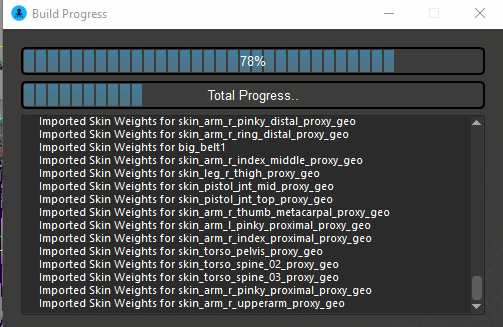 Build Progress
78%
Total Progress..
Imported Skin Weights for skin_arm_r_pinky_distal_proxy_geo
Imported Skin Weights for skin_arm_r_ring_distal_proxy_geo
Imported Skin Weights for big_belt1
Imported Skin Weights for skin_arm_r_index_middle_proxy_geo
Imported Skin Weights for skin_leg_r_thigh_proxy_geo
Imported Skin Weights for skin_pistol_jnt_mid_proxy_geo
Imported Skin Weights for skin_pistol_jnt_top_proxy_geo
Imported Skin Weights for skin_arm_r_thumb_metacarpal_proxy_geo
Imported Skin Weights for skin_arm_l_pinky_proximal_proxy_geo
Imported Skin Weights for skin_arm_r_index_proximal_proxy_geo
Imported Skin Weights for skin_torso_pelvis_proxy_geo
Imported Skin Weights for skin_torso_spine_02_proxy_geo
Imported Skin Weights for skin_torso_spine_03_proxy_geo
Imported Skin Weights for skin_arm_r_pinky_proximal_proxy_geo
Imported Skin Weights for skin_arm_r_upperarm_proxy_geo